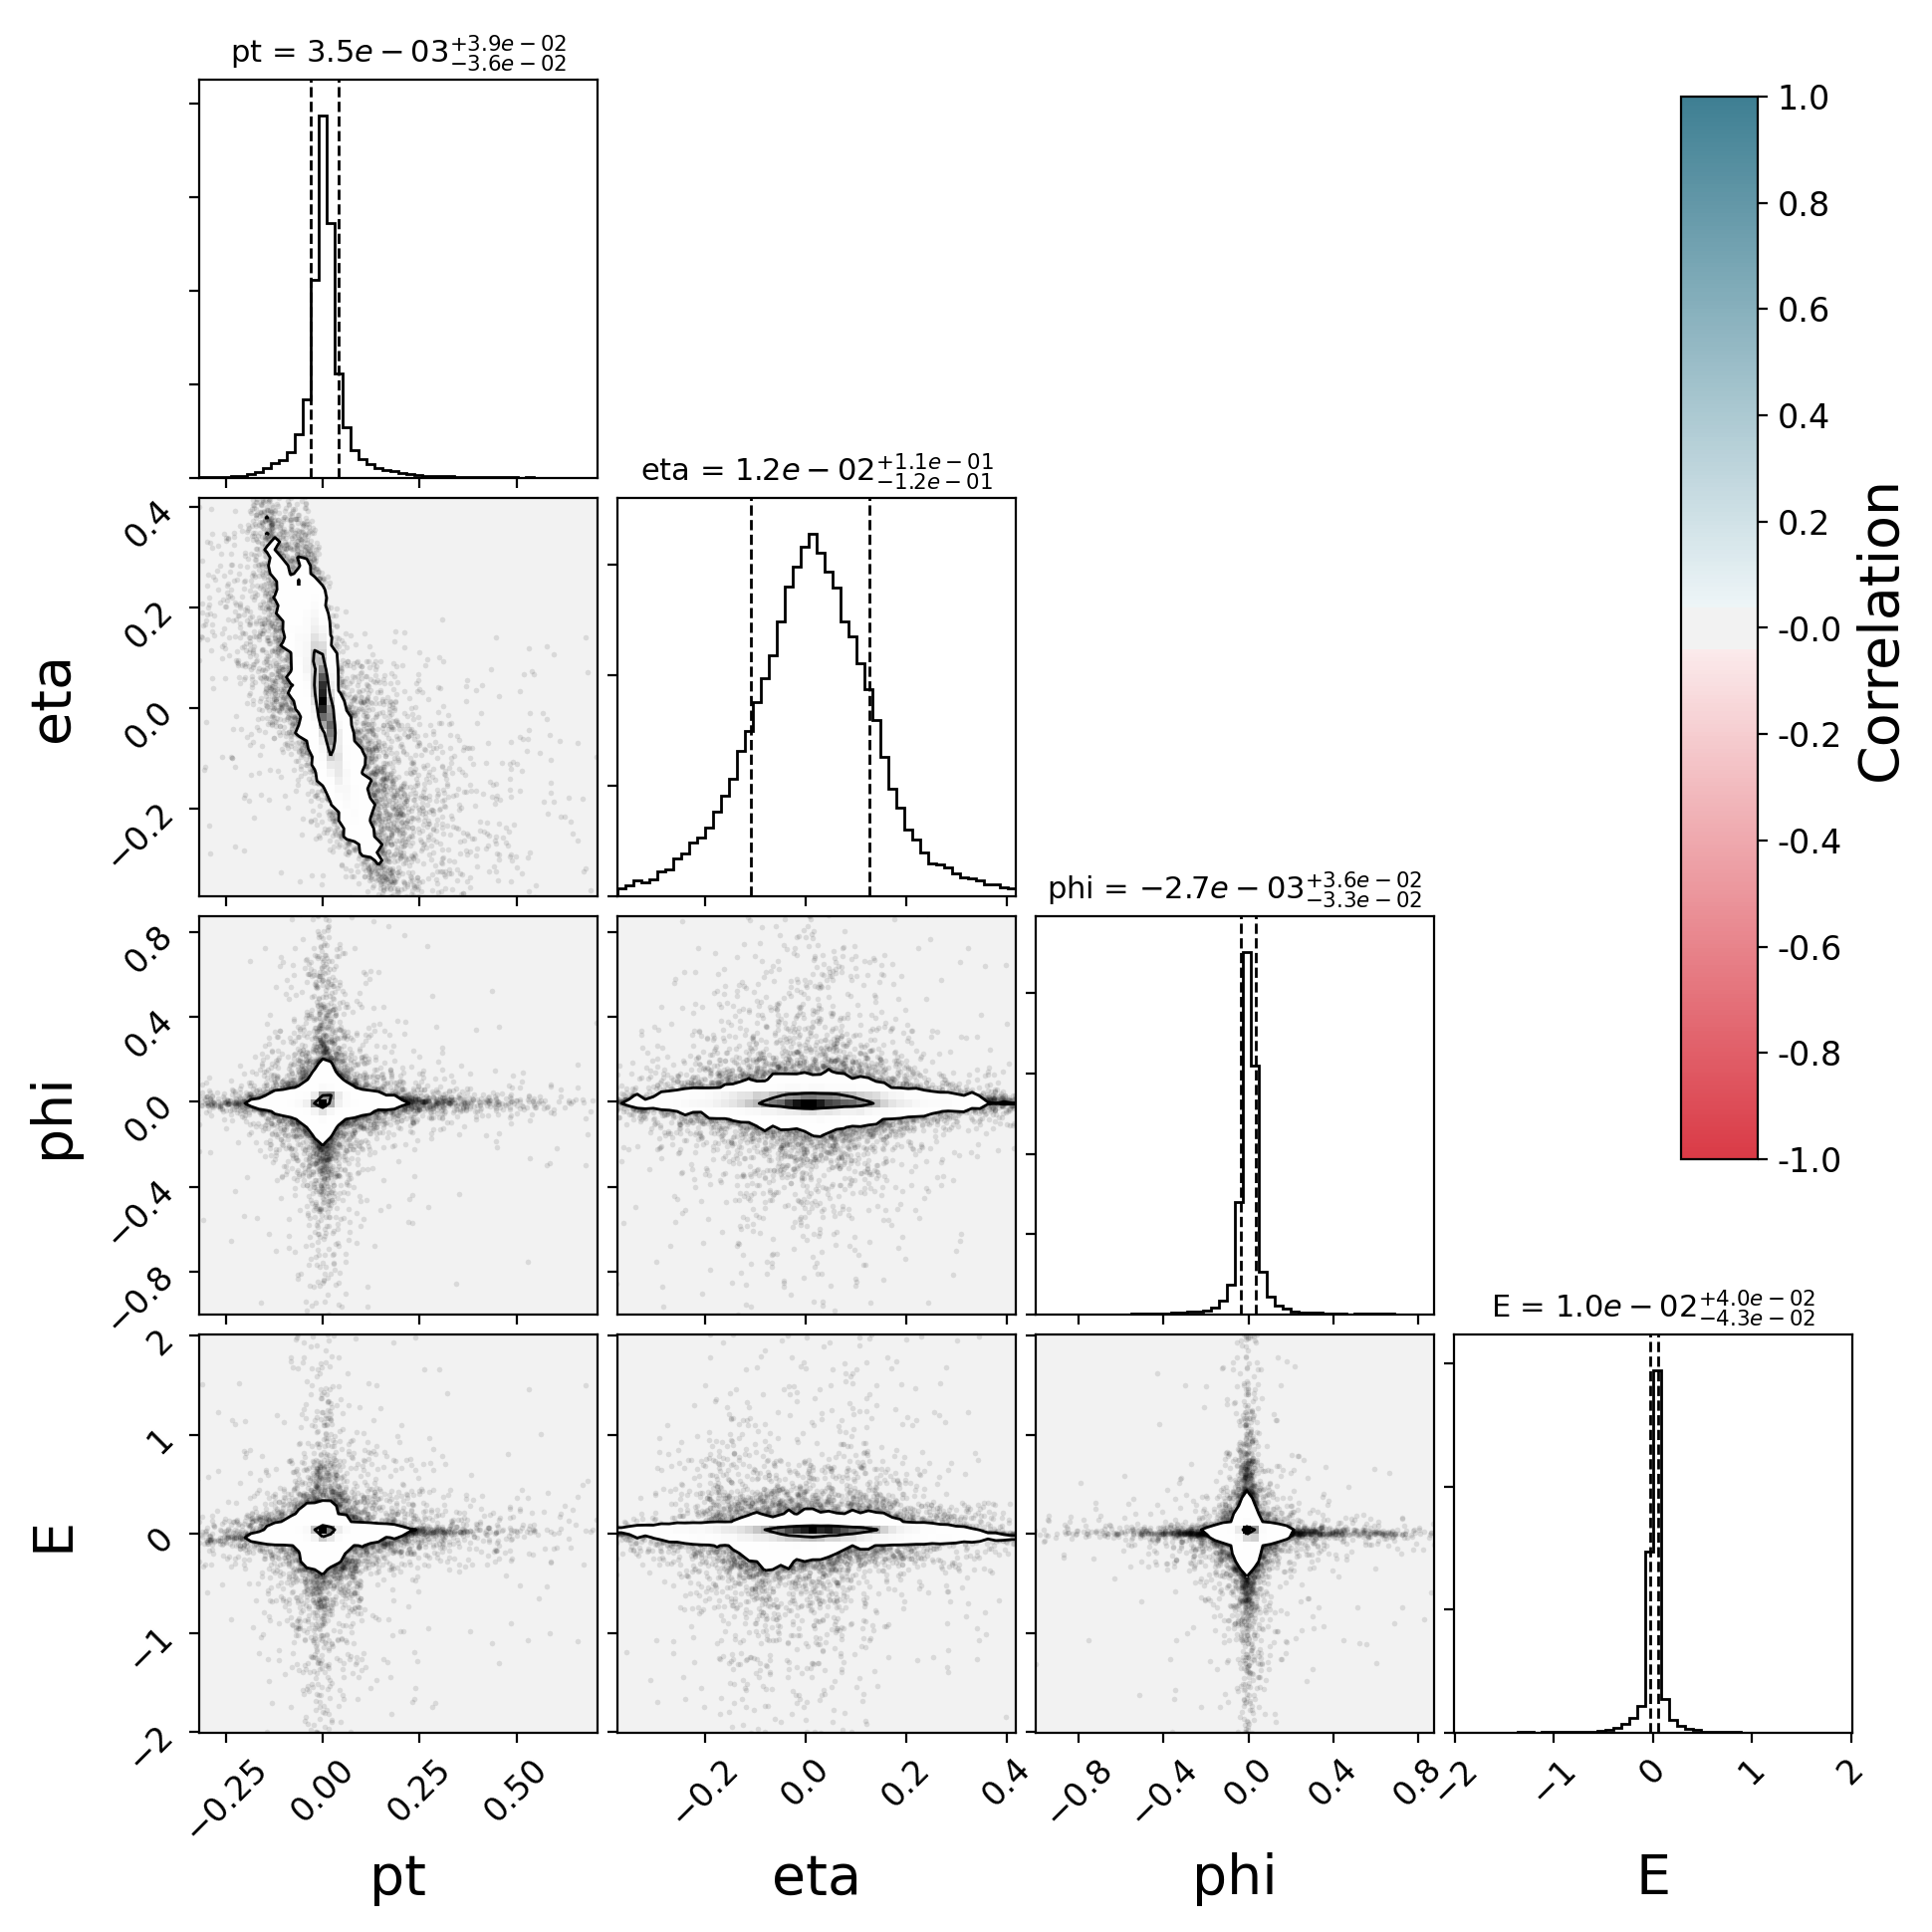 pt = 3.5e − 03 +3.9e − 02 −3.6e − 02
1.0
0.8
0.6
0.4
0.2
-0.0
-0.2
-0.4
-0.6
-0.8
-1.0
Correlation
eta = 1.2e − 02 +1.1e − 01 −1.2e − 01
eta
0.4
0.2
0.0
−0.2
phi = −2.7e − 03 +3.6e − 02 −3.3e − 02
phi
0.8
0.4
0.0
−0.4
−0.8
E = 1.0e − 02 +4.0e − 02 −4.3e − 02
E
2
1
0
−1
−2
−0.25 0.00 0.25 0.50
−0.2 0.0 0.2 0.4
−0.8 −0.4 0.0 0.4 0.8
−2 −1 0 1 2
pt eta phi E